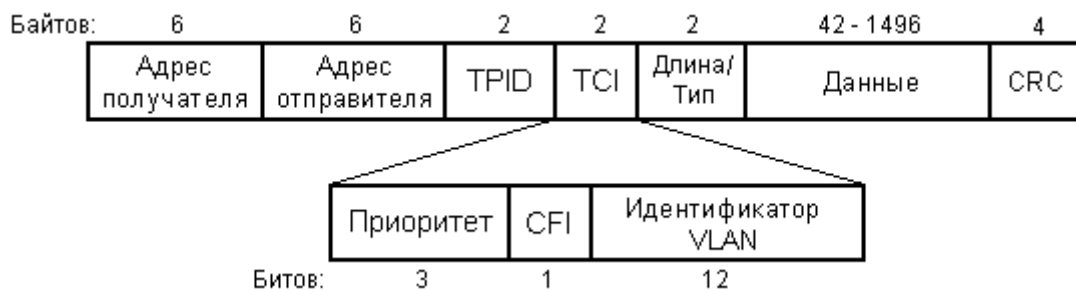 Байтов: 6 6 2 2 2 42 - 1496 4
Адрес получателя
Адрес отправителя
TPID
TCI
Длина/
Тип
Данные
CRC
Приоритет
CFI
Идентификатор
VLAN
Битов: 3 1 12